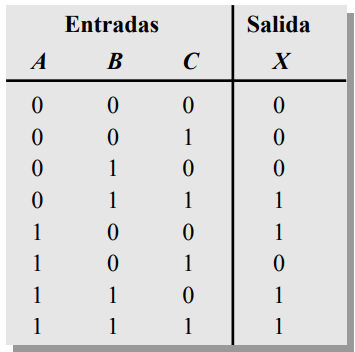 Entradas Salida
A B C X
0 0 0 0
0 0 1 0
0 1 0 0
0 1 1 1
1 0 0 1
1 0 1 0
1 1 0 1
1 1 1 1